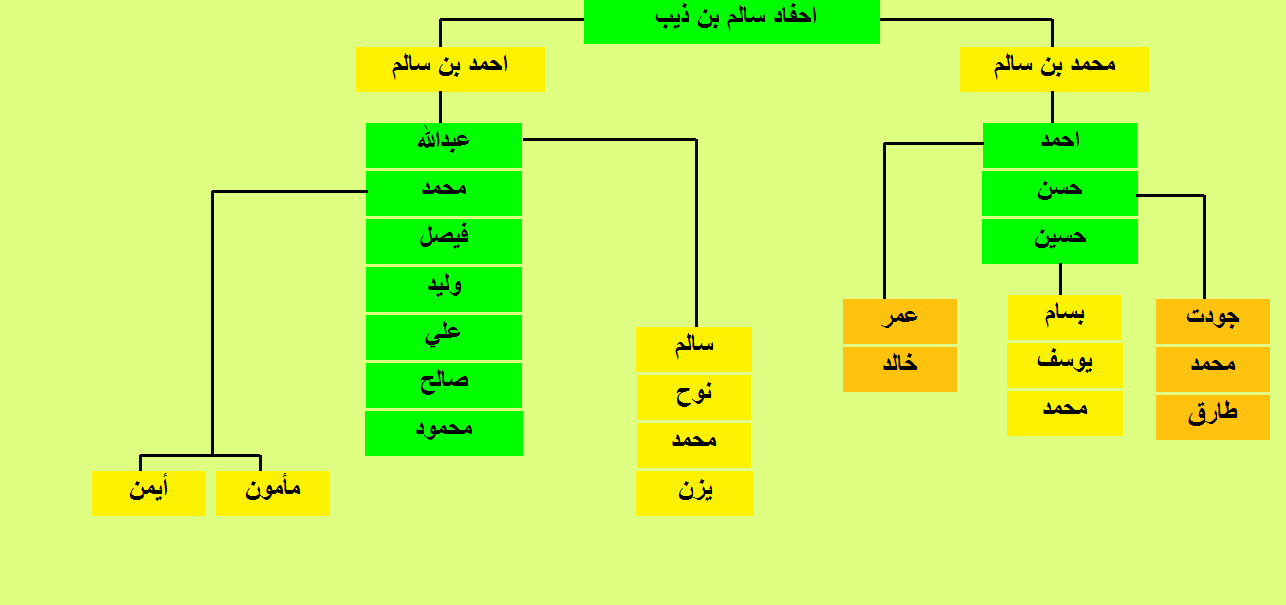 احفاد سالم بن ذيب
محمد بن سالم
احمد بن سالم
احمد
حسن
حسين
جودت
محمد
طارق
بسام
يوسف
محمد
عمر
خالد
عبدالله
محمد
فيصل
وليد
علي
صالح
محمود
سالم
نوح
محمد
يزن
مأمون
أيمن